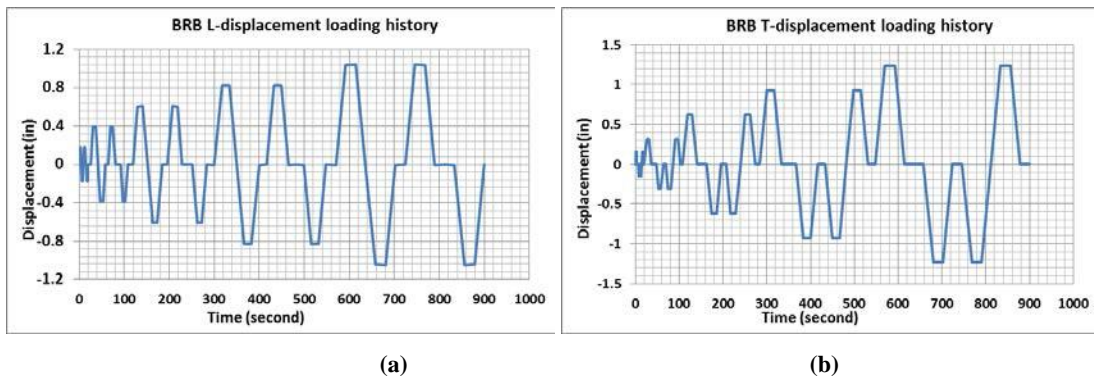 BRB L-displacement loading history
1.2
0.8
0.4
0
-0.4
-0.8
-1.2
Displacement (in)
0 100 200 300 400 500 600 700 800 900 1000
Time (second)
(a)
BRB T-displacement loading history
1.5
1
0.5
0
-0.5
-1
-1.5
Displacement (in)
0 100 200 300 400 500 600 700 800 900 1000
Time (second)
(b)